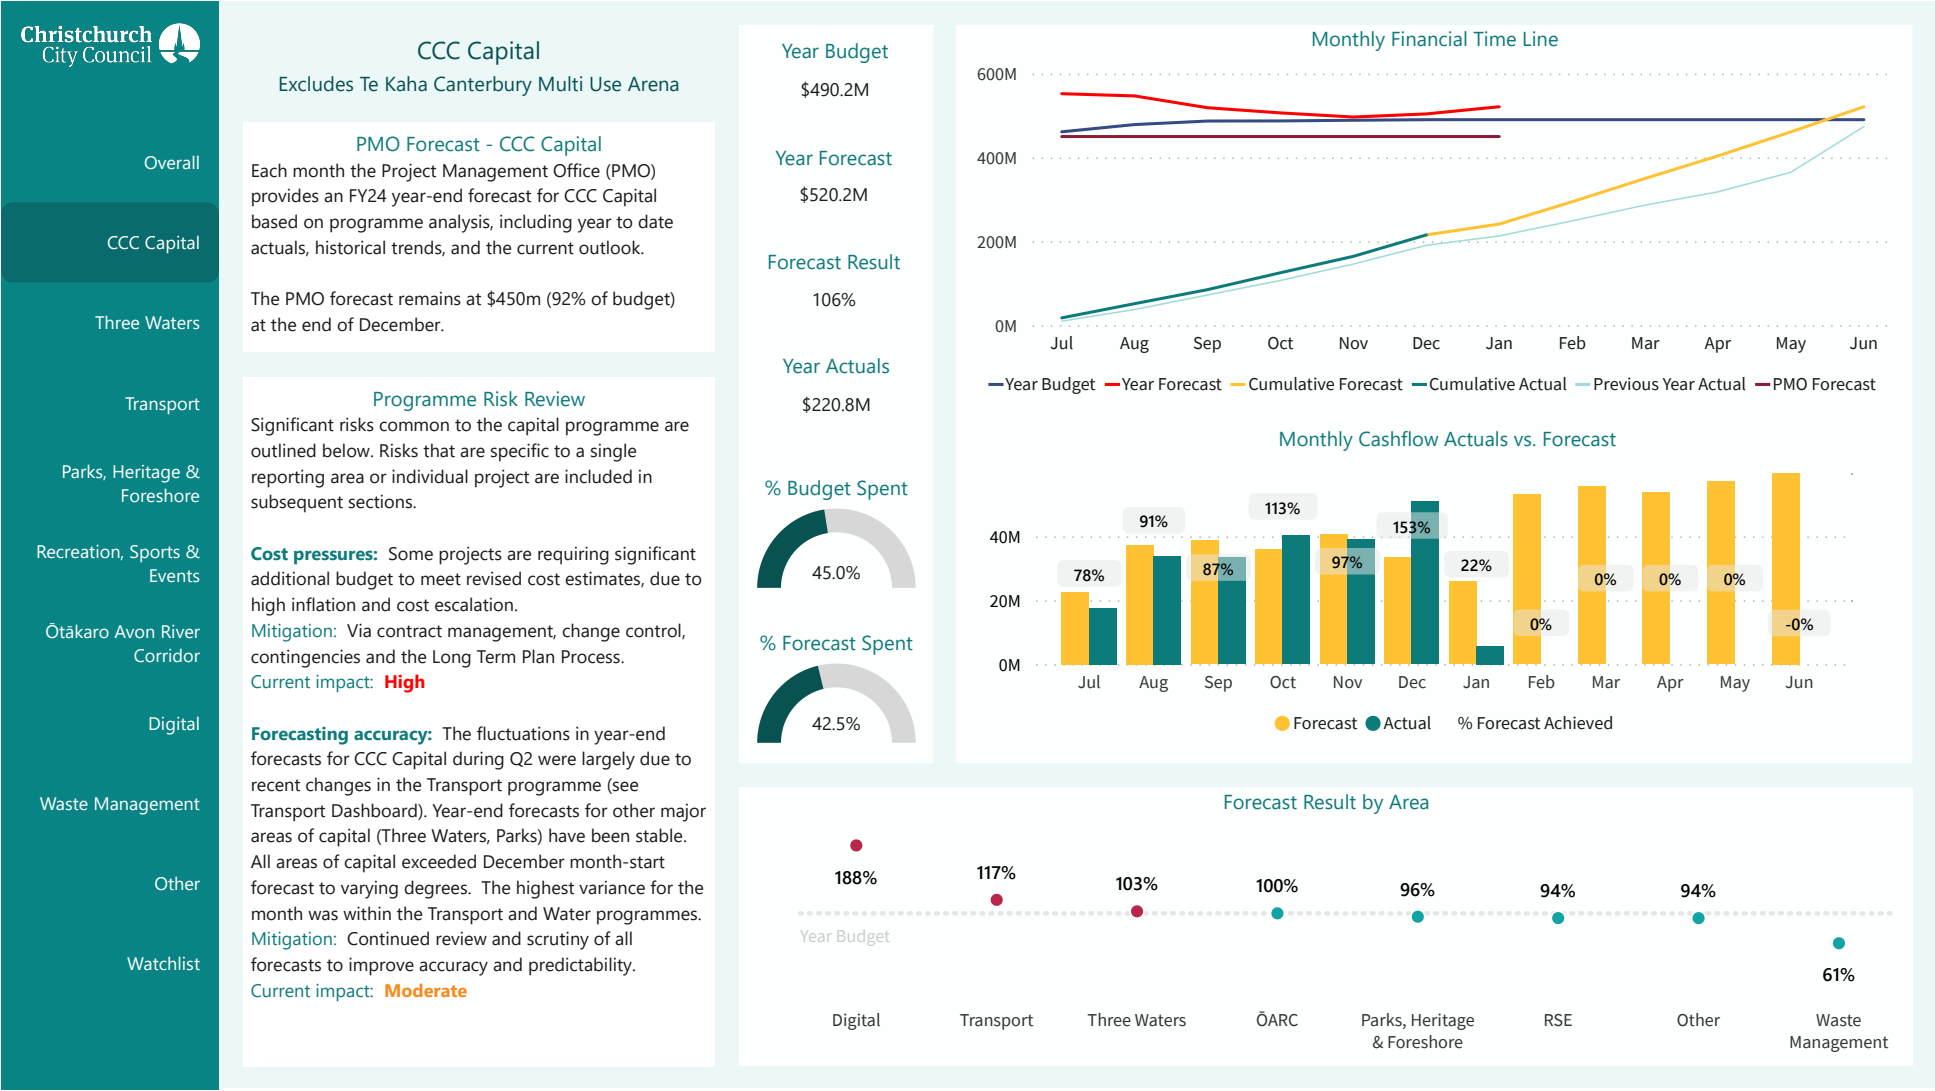 Christchurch
City Council
Overall
CCC Capital
Three Waters
Transport
Parks, Heritage &
Foreshore
Recreation, Sports &
Events
Ōtākaro Avon River
Corridor
Digital
Waste Management
Other
Watchlist
CCC Capital
Excludes Te Kaha Canterbury Multi Use Arena
PMO Forecast - CCC Capital
Each month the Project Management Office (PMO)
provides an FY24 year-end forecast for CCC Capital
based on programme analysis, including year to date
actuals, historical trends, and the current outlook.
The PMO forecast remains at $450m (92% of budget)
at the end of December.
Programme Risk Review
Significant risks common to the capital programme are
outlined below. Risks that are specific to a single
reporting area or individual project are included in
subsequent sections.
Cost pressures: Some projects are requiring significant
additional budget to meet revised cost estimates, due to
high inflation and cost escalation.
Mitigation: Via contract management, change control,
contingencies and the Long Term Plan Process.
Current impact: High
Forecasting accuracy: The fluctuations in year-end
forecasts for CCC Capital during Q2 were largely due to
recent changes in the Transport programme (see
Transport Dashboard). Year-end forecasts for other major
areas of capital (Three Waters, Parks) have been stable.
All areas of capital exceeded December month-start
forecast to varying degrees. The highest variance for the
month was within the Transport and Water programmes.
Mitigation: Continued review and scrutiny of all
forecasts to improve accuracy and predictability.
Current impact: Moderate
Year Budget
$490.2M
Year Forecast
$520.2M
Forecast Result
106%
Year Actuals
$220.8M
% Budget Spent
45.0%
% Forecast Spent
42.5%
Monthly Financial Time Line
600M
400M
200M
0M
Jul Aug Sep Oct Nov Dec Jan Feb Mar Apr May Jun
Year Budget Year Forecast Cumulative Forecast Cumulative Actual Previous Year Actual PMO Forecast
Monthly Cashflow Actuals vs. Forecast
40M
20M
0M
78% 91% 87% 113% 97% 153% 22% 0% 0% 0% 0% -0%
Jul Aug Sep Oct Nov Dec Jan Feb Mar Apr May Jun
Forecast Actual % Forecast Achieved
Forecast Result by Area
188% 117% 103% 100% 96% 94% 94% 61%
Year Budget
Digital Transport Three Waters ŌARC Parks, Heritage RSE Other Waste
& Foreshore Management